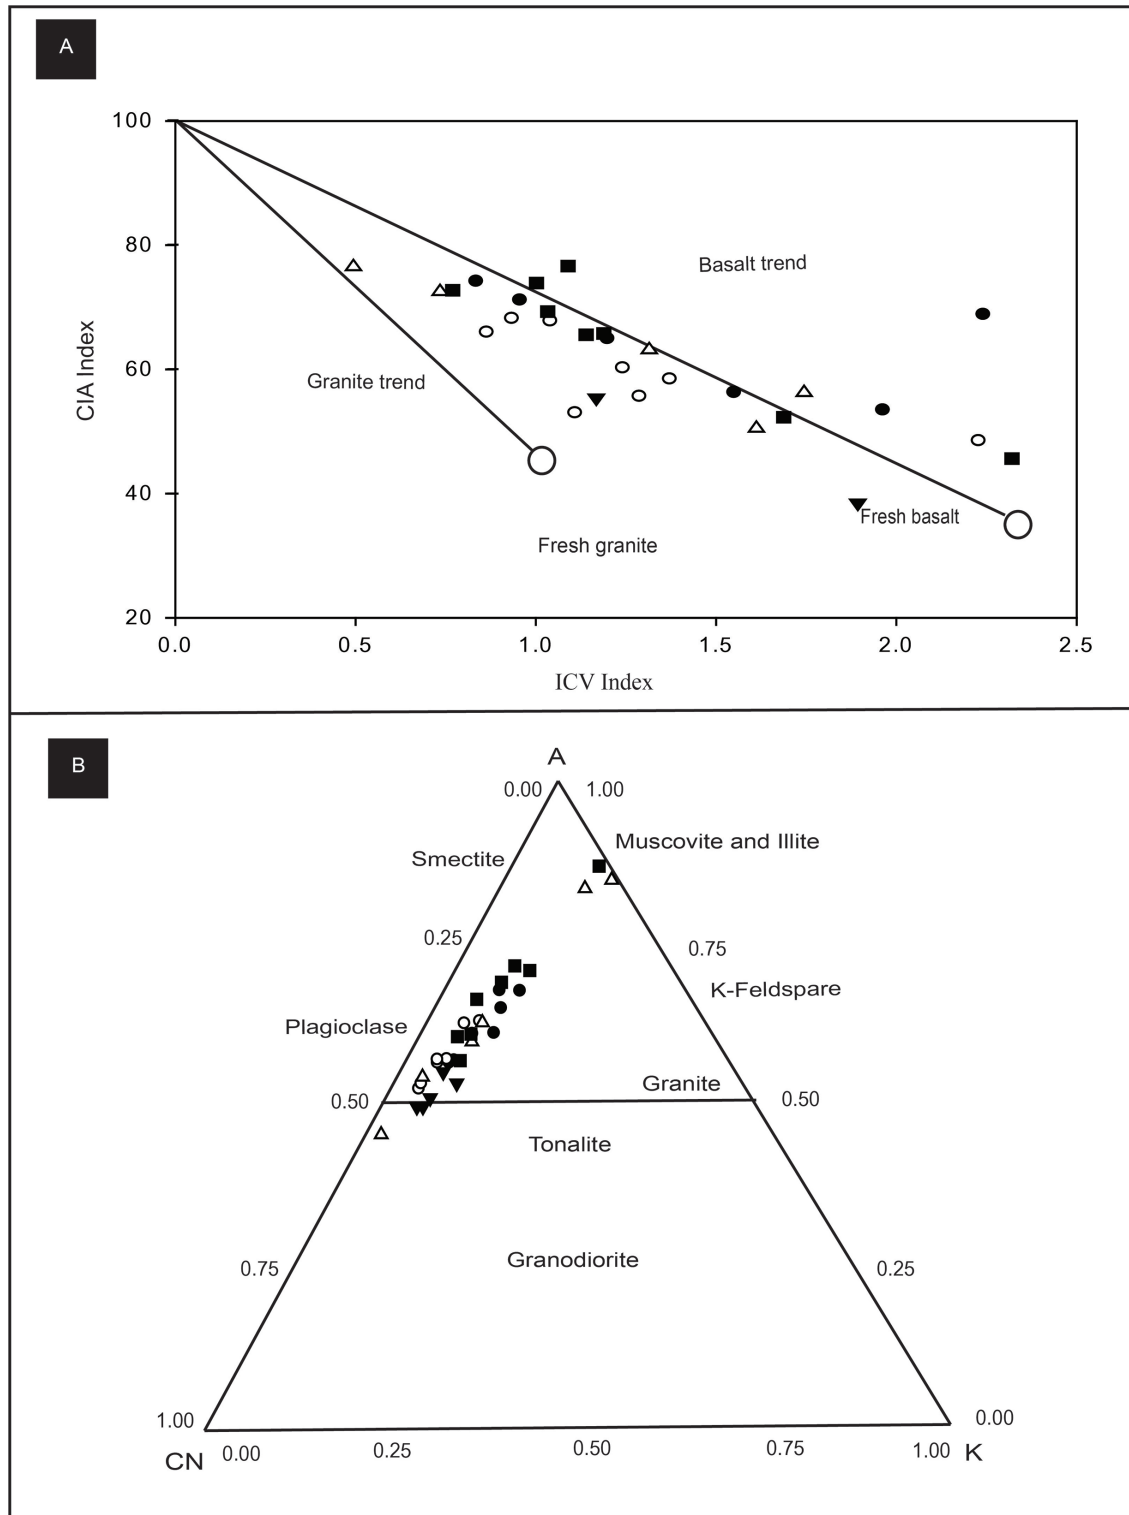 A
100
80
60
40
20
CIA Index
Basalt trend
Granite trend
Fresh basalt
Fresh granite
0.0 0.5 1.0 1.5 2.0 2.5
ICV Index
B
A
0.00 1.00
Muscovite and Illite
Smectite
0.25 0.75
K-Feldspare
Plagioclase
Granite
0.50 0.50
Tonalite
Granodiorite
0.75 0.25
1.00 0.00
CN 0.00 0.25 0.50 0.75 1.00 K